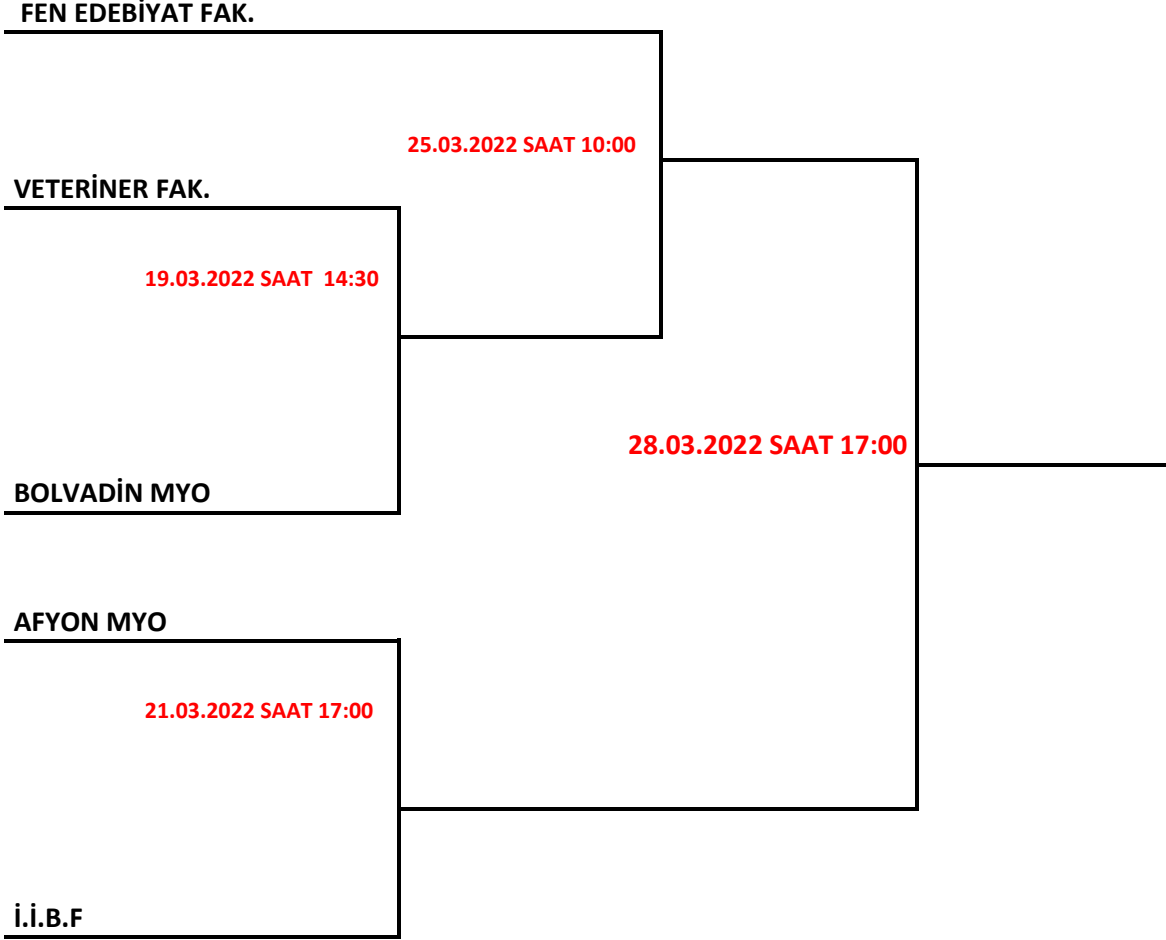 FEN EDEBİYAT FAK.
25.03.2022 SAAT 10:00
VETERİNER FAK.
19.03.2022 SAAT  14:30
28.03.2022 SAAT 17:00
BOLVADİN MYO
AFYON MYO
21.03.2022 SAAT 17:00
İ.İ.B.F